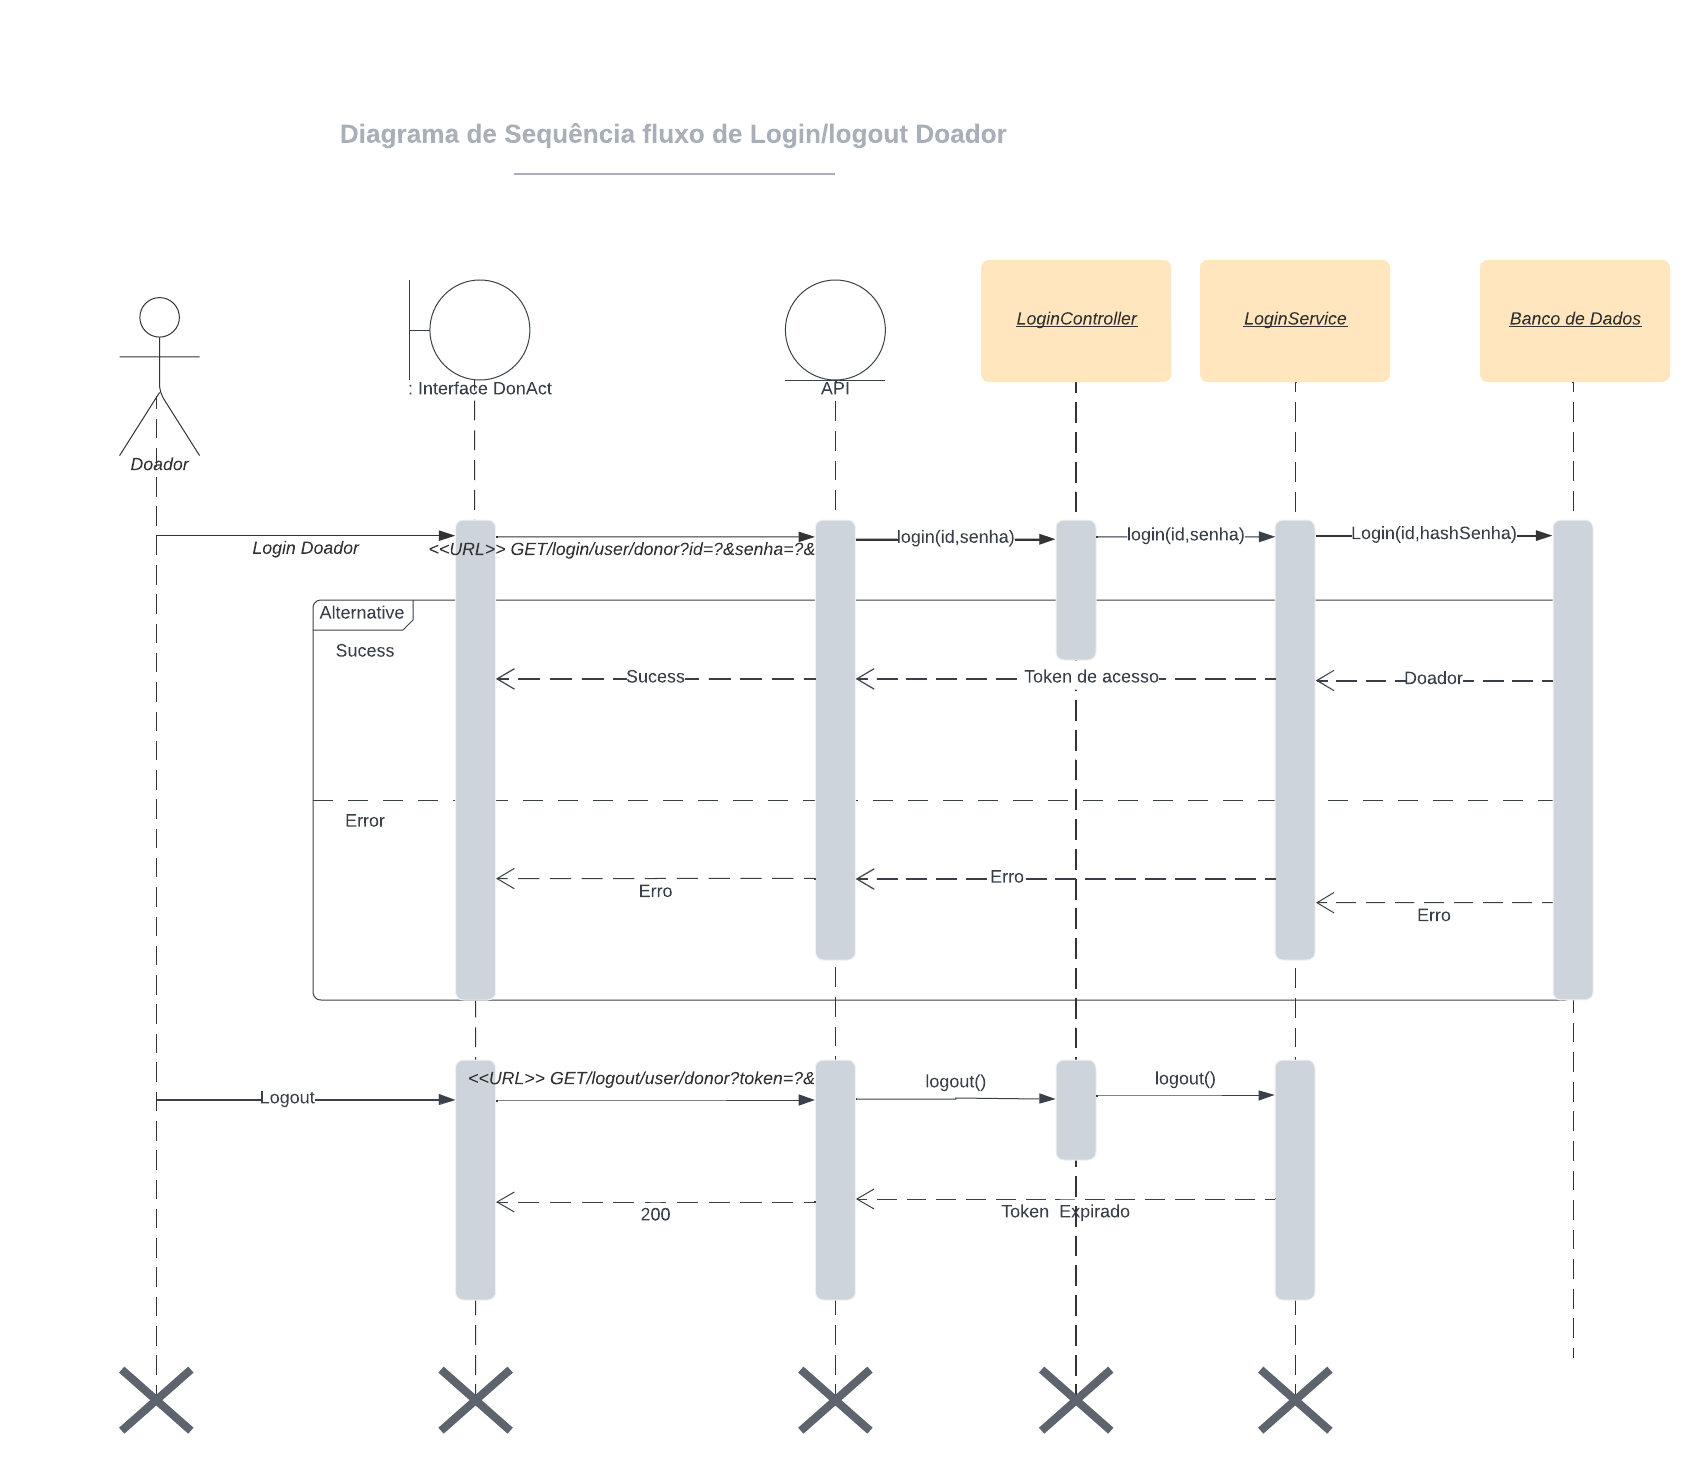 Diagrama de Sequência fluxo de Login/logout Doador
LoginController
LoginService
Banco de Dados
: Interface DonAct
API
Doador
Login Doador
<<URL>> GET/login/user/donor?id=?&senha=?&
login(id,senha)
login(id,senha)
Login(id,hashSenha)
Alternative
Sucess
Sucess
Token de acesso
Doador
Error
Erro
Erro
Erro
Logout
<<URL>> GET/logout/user/donor?token=?&
logout()
logout()
200
Token  Expirado